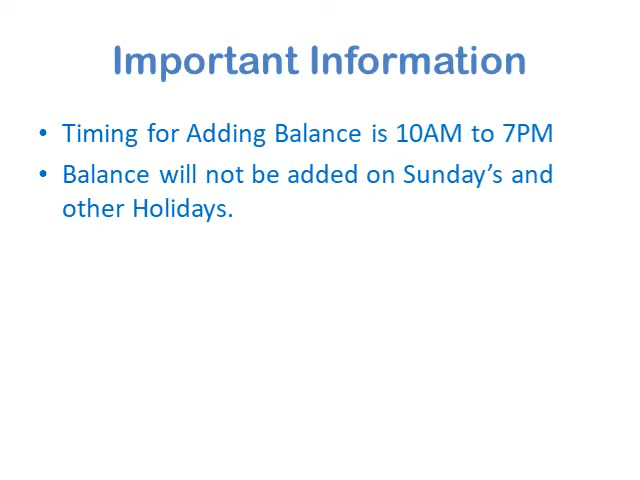 Important Information
• Timing for Adding Balance is 10AM to 7PM
• Balance will not be added on Sunday’s and
other Holidays.